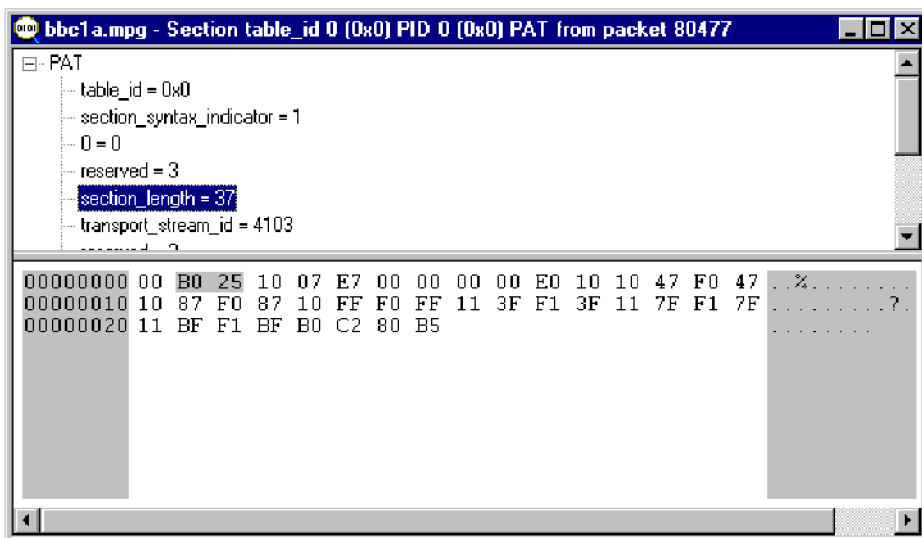 bbc1a.mpg - Section table_id 0 (0x0) PID 0 (0x0) PAT from packet 80477
PAT
table_id = 0x0
section_syntax_indicator = 1
0 = 0
reserved = 3
section_length = 37
transport_stream_id = 4103
00000000 00 B0 25 10 07 E7 00 00 00 00 E0 10 10 47 F0 47 ..%.........
00000010 10 87 F0 87 10 FF F0 FF 11 3F F1 3F 11 7F F1 7F ..........?.
00000020 11 BF F1 BF B0 C2 80 B5 ........